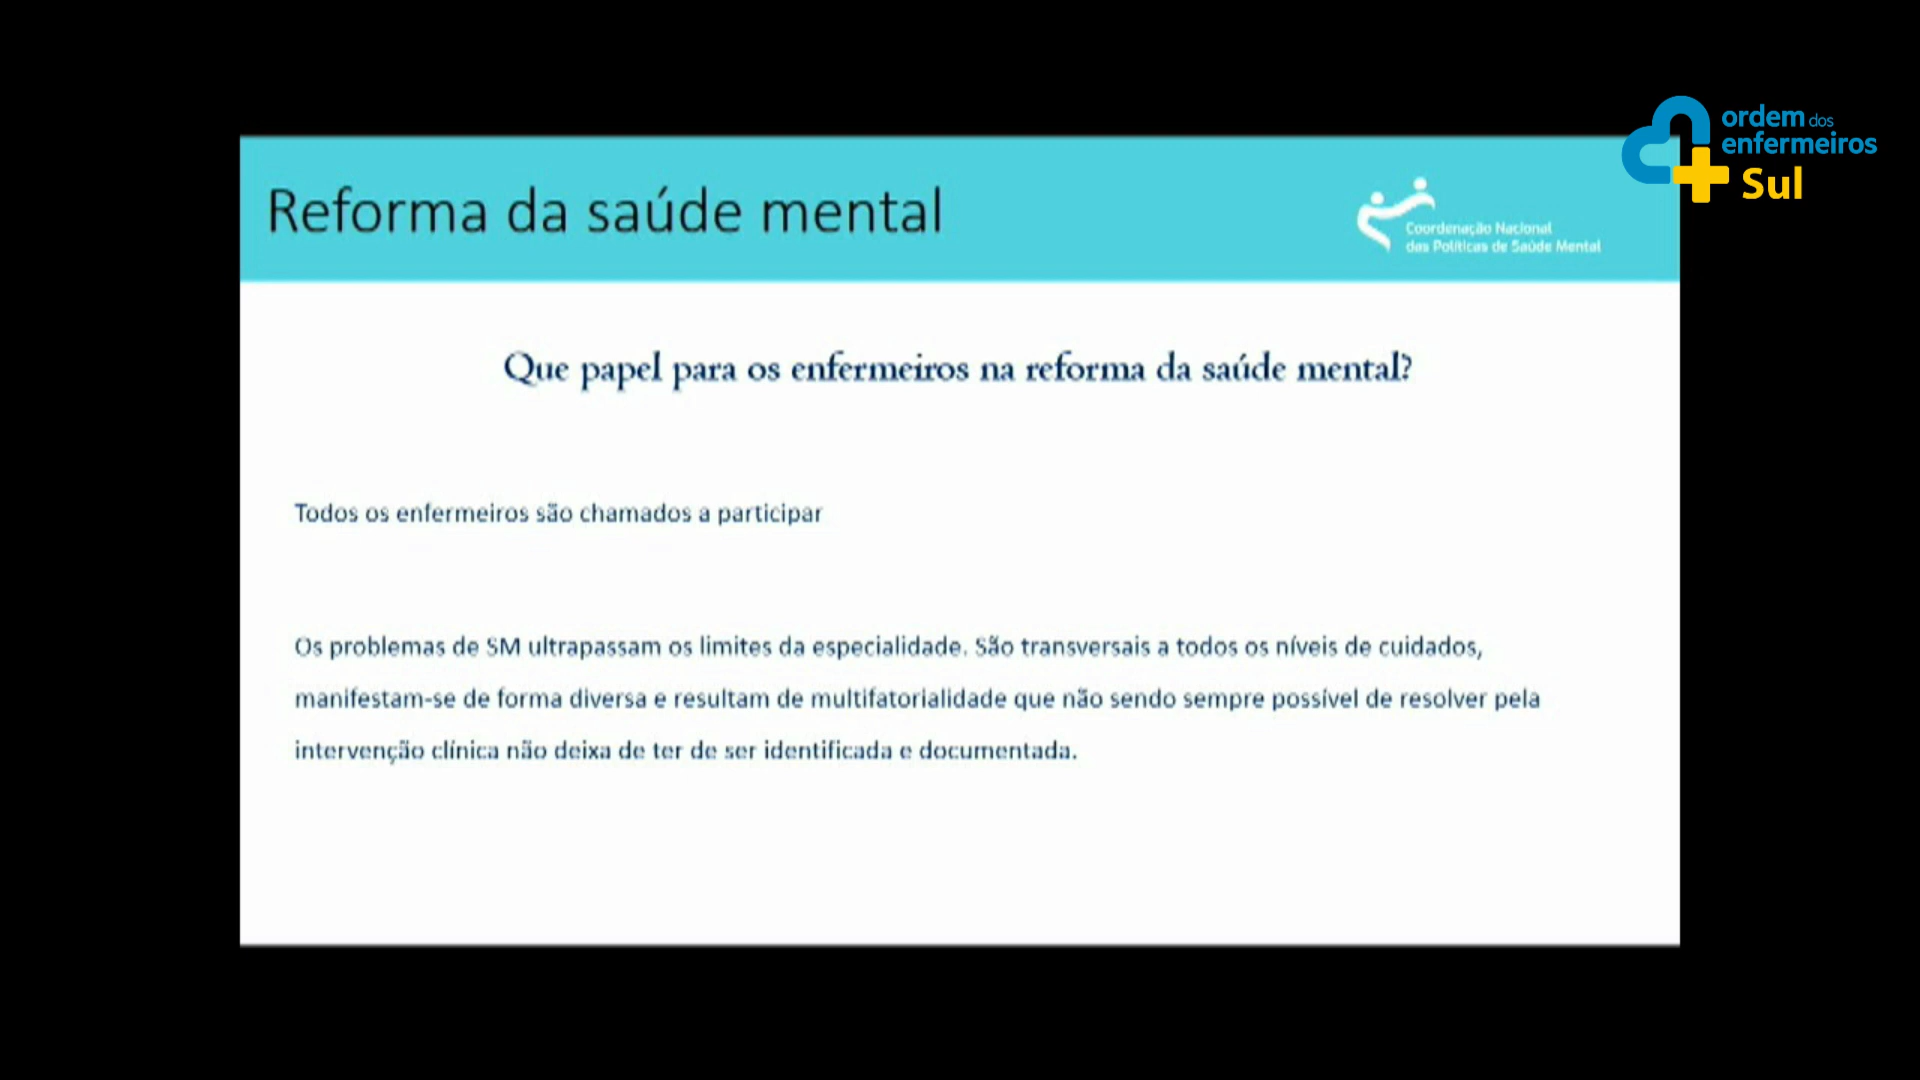 ordem dos
enfermeiros
Sul
Reforma da saúde mental
Coordenação Nacional
das Políticas de Saúde Mental
Que papel para os enfermeiros na reforma da saúde mental?
Todos os enfermeiros são chamados a participar
Os problemas de SM ultrapassam os limites da especialidade. São transversais a todos os níveis de cuidados,
manifestam-se de forma diversa e resultam de multifatorialidade que não sendo sempre possível de resolver pela
intervenção clínica não deixa de ter de ser identificada e documentada.